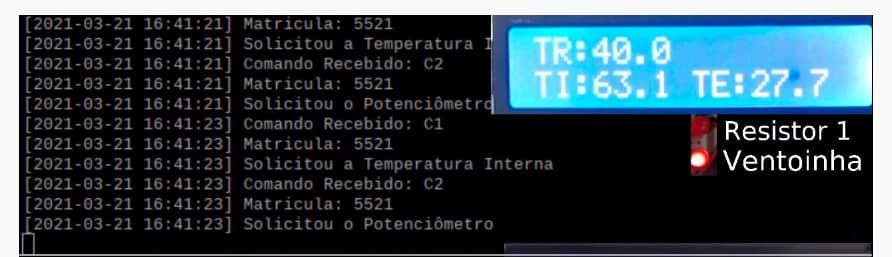 [2021-03-21 16:41:21] Matricula: 5521
[2021-03-21 16:41:21] Solicitou a Temperatura
[2021-03-21 16:41:21] Comando Recebido: C2
[2021-03-21 16:41:21] Matricula: 5521
[2021-03-21 16:41:21] Solicitou o Potenciômetro
[2021-03-21 16:41:23] Comando Recebido: C1
[2021-03-21 16:41:23] Matricula: 5521
[2021-03-21 16:41:23] Solicitou a Temperatura Interna
[2021-03-21 16:41:23] Comando Recebido: C2
[2021-03-21 16:41:23] Matricula: 5521
[2021-03-21 16:41:23] Solicitou o Potenciômetro
TR:40.0
TI:63.1 TE:27.7
Resistor 1
Ventoinha